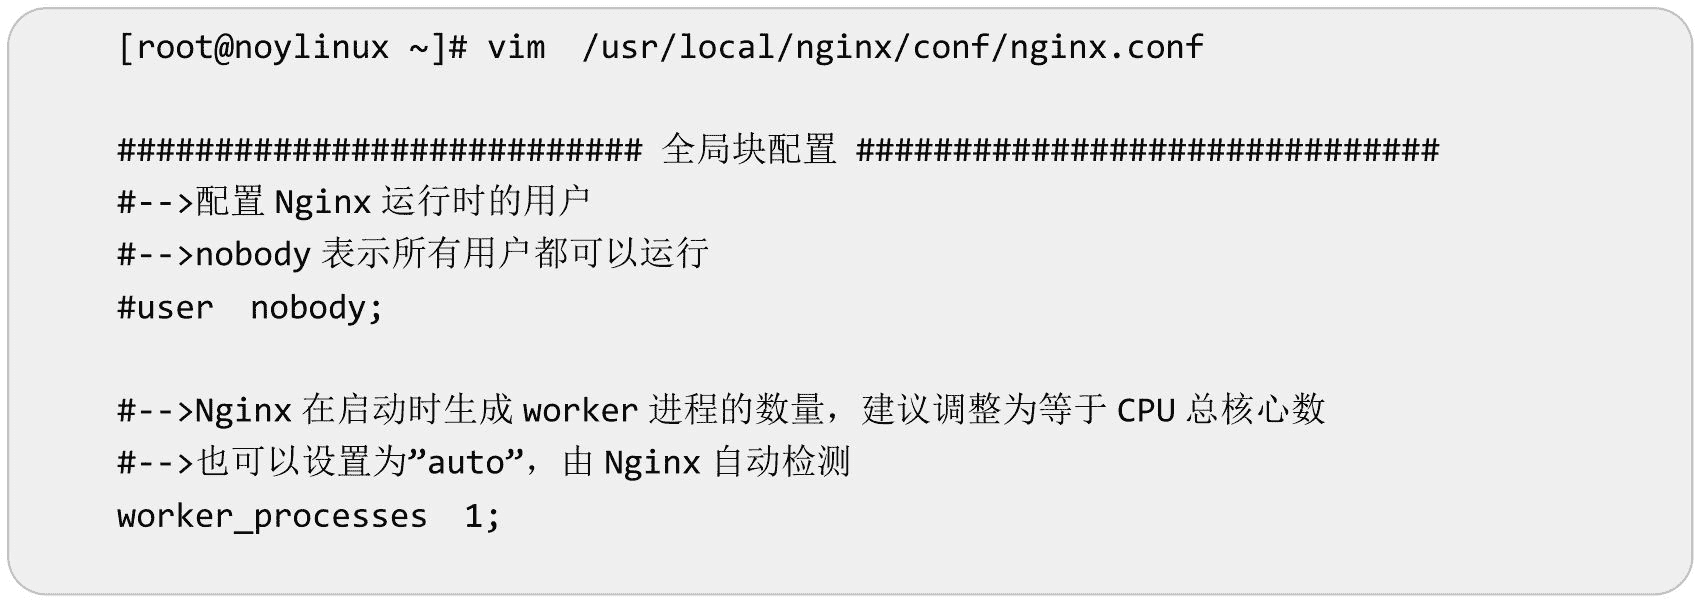 [root@noylinux ~]# vim  /usr/local/nginx/conf/nginx.conf
########################### 全局块配置 ##############################
#-->配置 Nginx 运行时的用户
#-->nobody 表示所有用户都可以运行
#user  nobody;
#-->Nginx 在启动时生成 worker 进程的数量，建议调整为等于 CPU 总核心数
#-->也可以设置为”auto”，由 Nginx 自动检测
worker_processes  1;